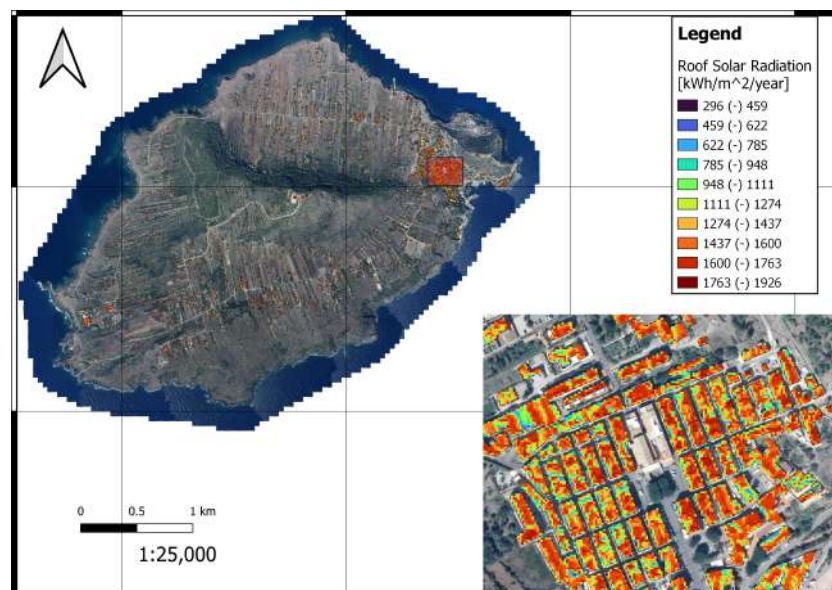 Legend
Roof Solar Radiation
[kWh/m^2/year]
296 (-) 459
459 (-) 622
622 (-) 785
785 (-) 948
948 (-) 1111
1111 (-) 1274
1274 (-) 1437
1437 (-) 1600
1600 (-) 1763
1763 (-) 1926
0 0.5 1 km
1:25,000